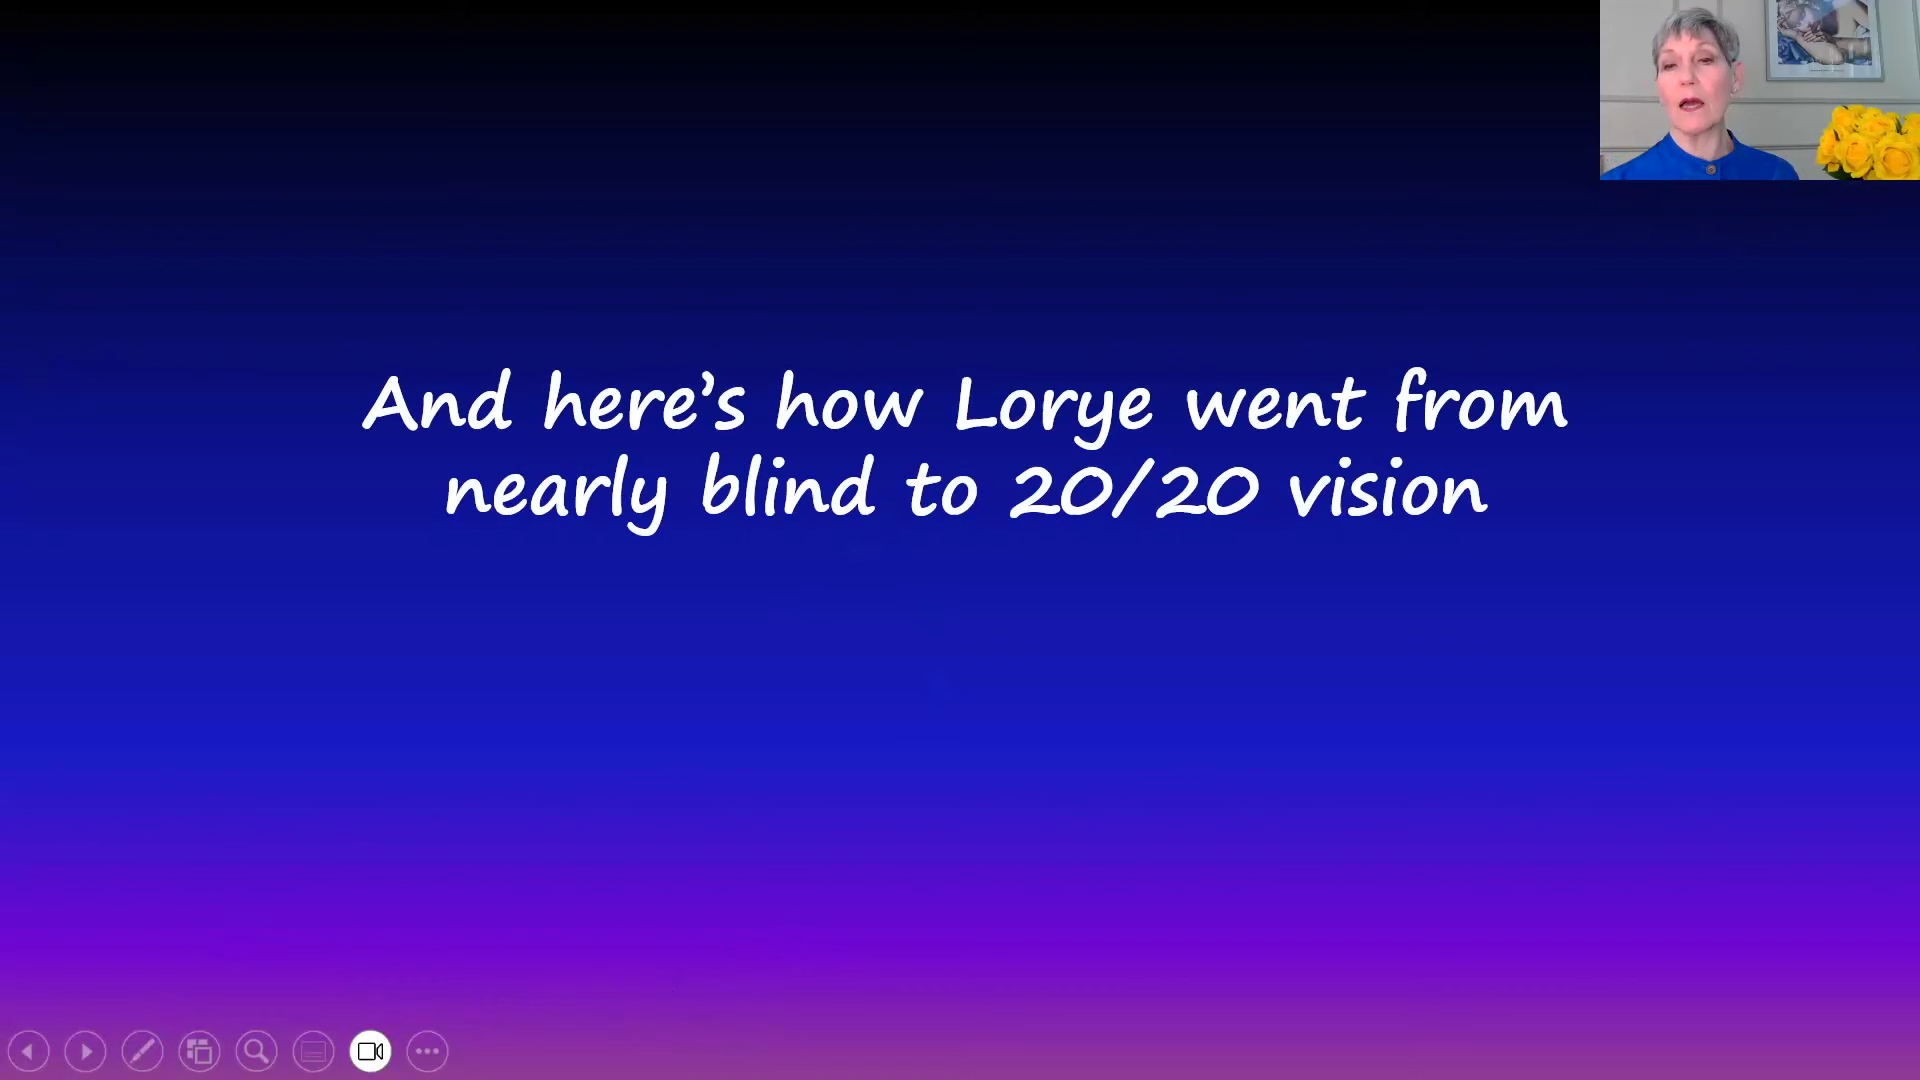 And here’s how Lorye went from
nearly blind to 20/20 vision